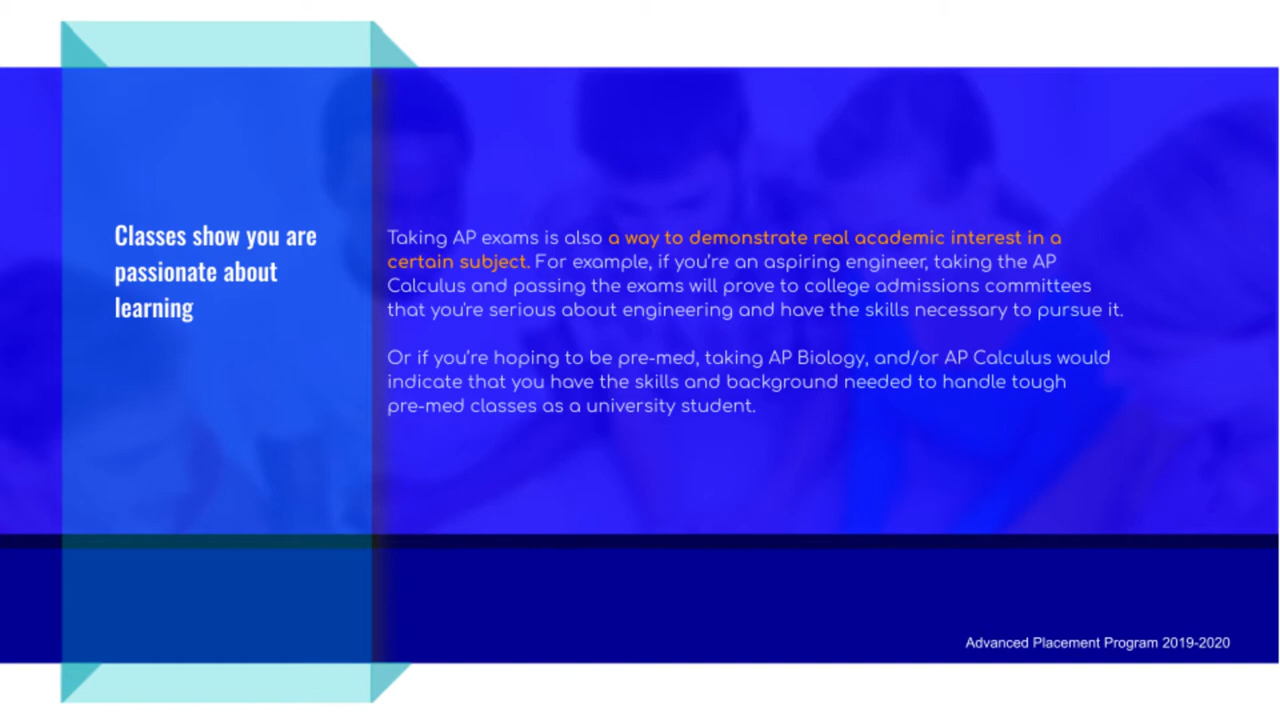 Classes show you are
passionate about
learning
Taking AP exams is also a way to demonstrate real academic interest in a
certain subject. For example, if you're an aspiring engineer, taking the AP
Calculus and passing the exams will prove to college admissions committees
that you're serious about engineering and have the skills necessary to pursue it.
Or if you're hoping to be pre-med, taking AP Biology, and/or AP Calculus would
indicate that you have the skills and background needed to handle tough
pre-med classes as a university student.
Advanced Placement Program 2019-2020